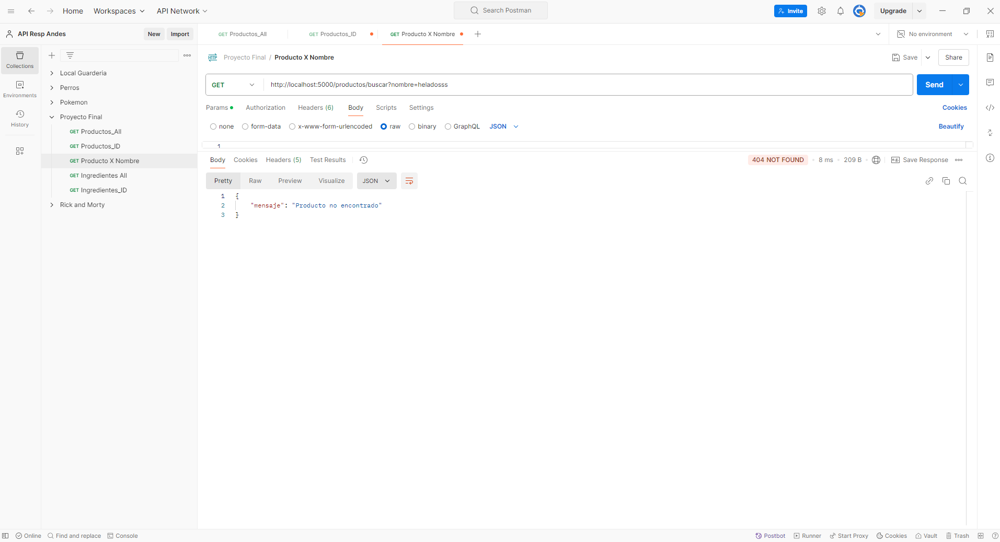 Home Workspaces API Network Search Postman Invite Upgrade
API Resp Andes New Import GET Productos_All GET Productos_ID GET Producto X Nombre No environment
Collections
Environments
History
Local Guarderia
Perros
Pokemon
Proyecto Final
GET Productos_All
GET Productos_ID
GET Producto X Nombre
GET Ingredientes All
GET Ingredientes_ID
Rick and Morty
HTTP Proyecto Final / Producto X Nombre Save Share
GET http://localhost:5000/productos/buscar?nombre=heladosss Send
Params Authorization Headers (6) Body Scripts Settings Cookies
none form-data x-www-form-urlencoded raw binary GraphQL JSON Beautify
1
Body Cookies Headers (5) Test Results 404 NOT FOUND 8 ms 209 B e.g. Save Response
Pretty Raw Preview Visualize JSON
1 {
2 "mensaje": "Producto no encontrado"
3 }
Online Find and replace Console Postbot Runner Start Proxy Cookies Vault Trash